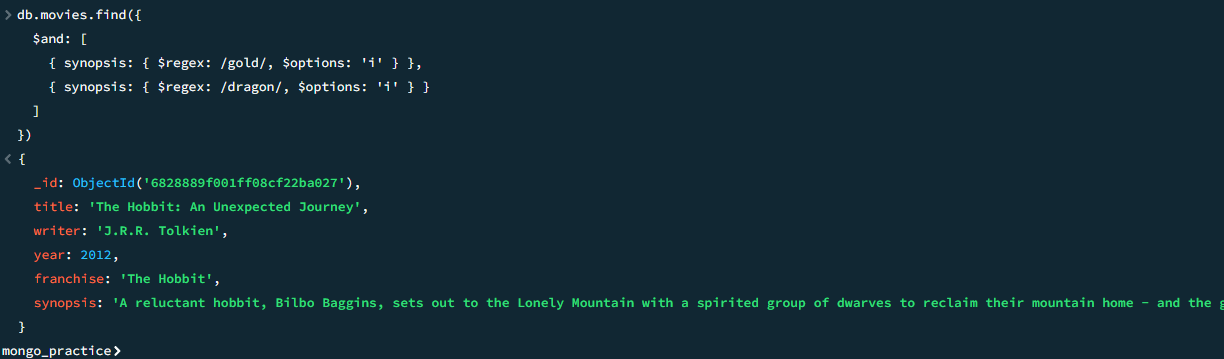 > db.movies.find({
$and: [
{ synopsis: { $regex: /gold/, $options: 'i' } },
{ synopsis: { $regex: /dragon/, $options: 'i' } }
]
})
< {
_id: ObjectId('6828889f001ff08cf22ba027'),
title: 'The Hobbit: An Unexpected Journey',
writer: 'J.R.R. Tolkien',
year: 2012,
franchise: 'The Hobbit',
synopsis: 'A reluctant hobbit, Bilbo Baggins, sets out to the Lonely Mountain with a spirited group of dwarves to reclaim their mountain home - and the g
}
mongo_practice>